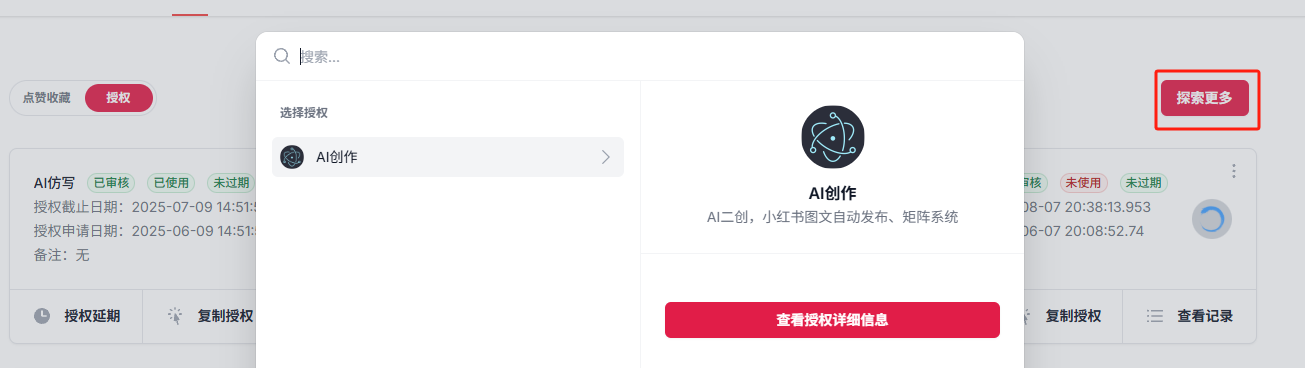 搜索...
点赞收藏
授权
探索更多
选择授权
AI创作
AI创作
AI二创，小红书图文自动发布、矩阵系统
查看授权详细信息
AI仿写 已审核 已使用 未过期
授权截止日期：2025-07-09 14:51:5
授权申请日期：2025-06-09 14:51:5
备注：无
授权延期
复制授权
审核 未使用 未过期
08-07 20:38:13.953
06-07 20:08:52.74
复制授权
查看记录